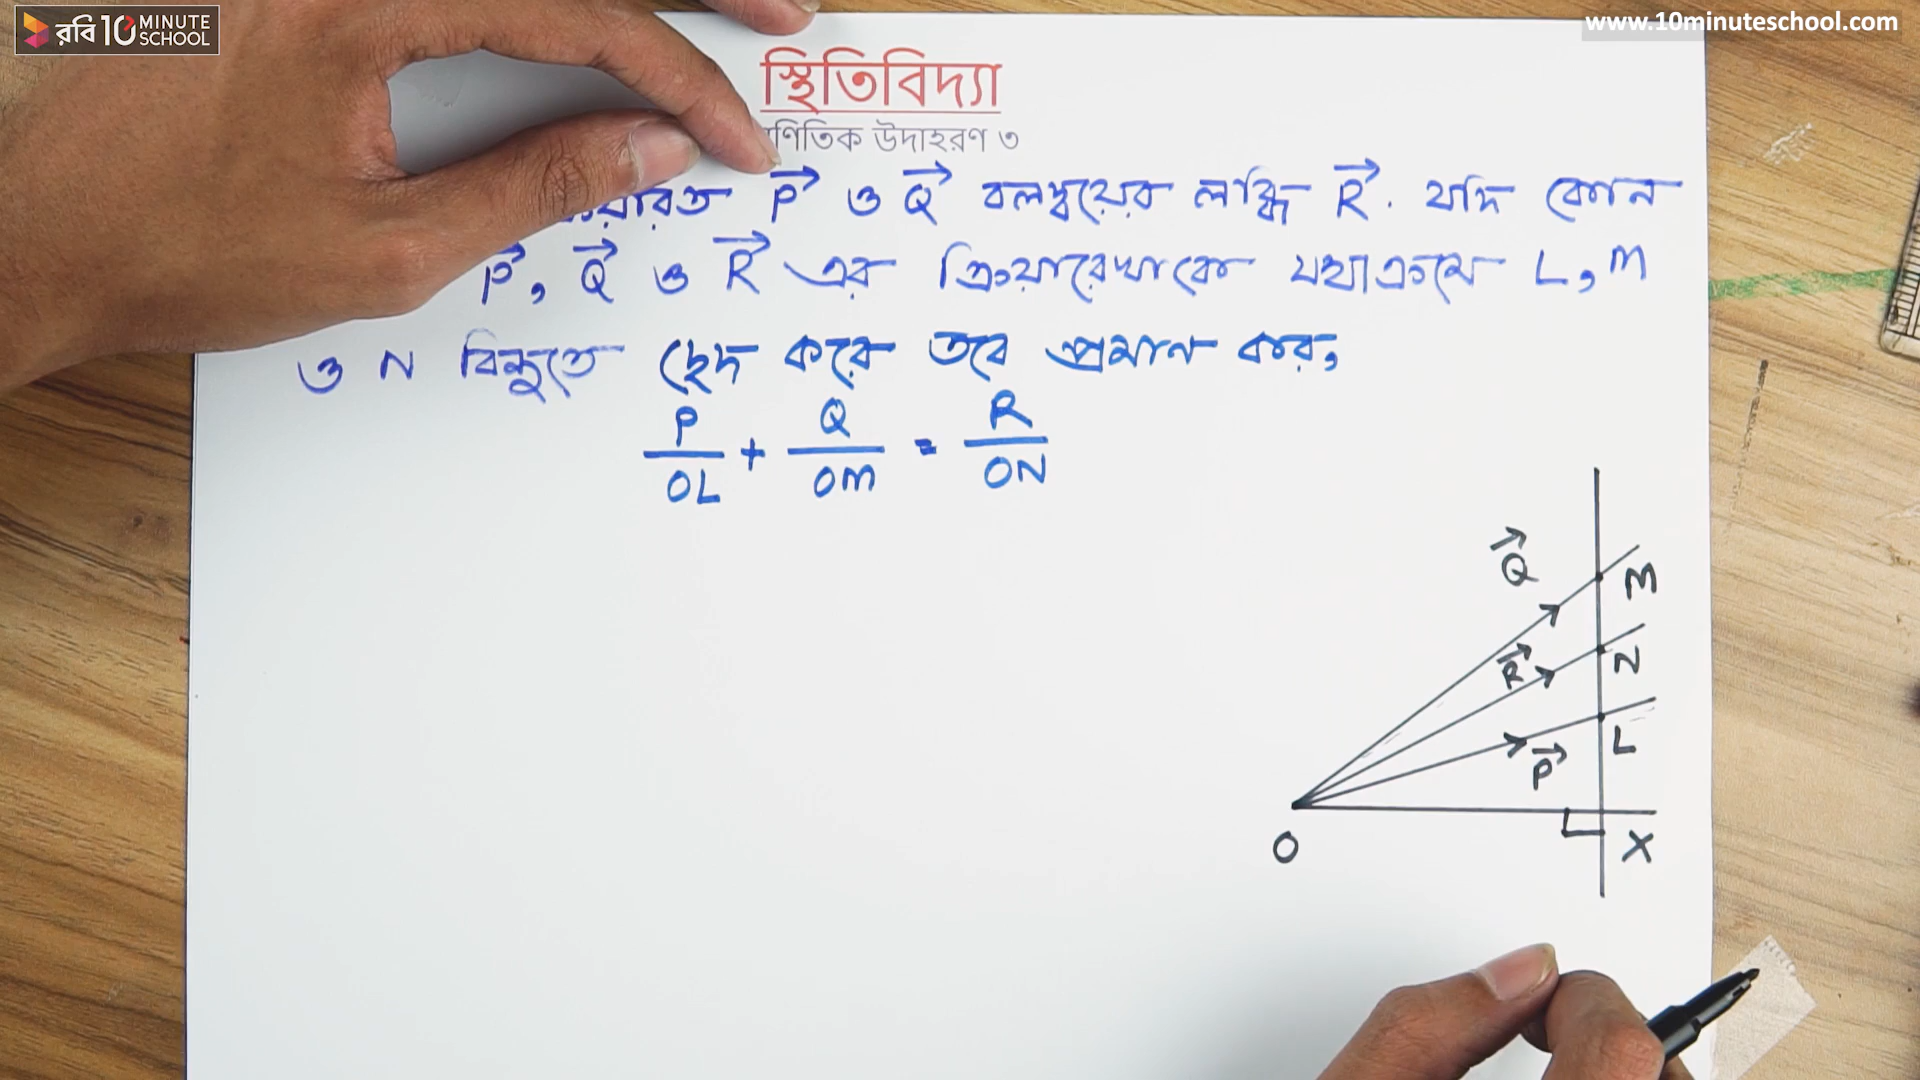 রবি 10 MINUTE SCHOOL
www.10minuteschool.com
স্থিতিবিদ্যা
উদাহরণ ৩
P⃗ ও Q⃗ বলদ্বয়ের লব্ধি R⃗. যদি কোন
P⃗, Q⃗ ও R⃗ এর ক্রিয়ারেখাকে যথাক্রমে L, M
ও N বিন্দুতে ছেদ করে তবে প্রমান কর,
P/OL + Q/OM = R/ON
Q⃗
M
R⃗
N
L
P⃗
O
X